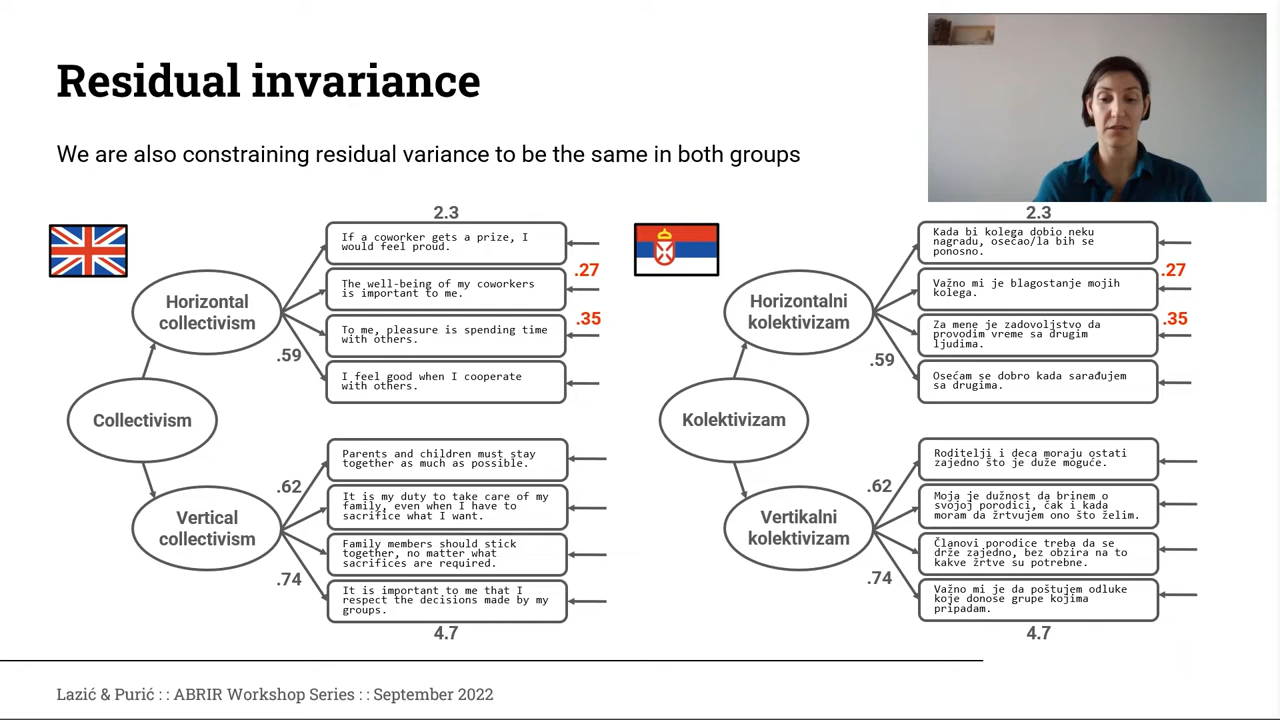 Residual invariance
We are also constraining residual variance to be the same in both groups
2.3
If a coworker gets a prize, I
would feel proud.
The well-being of my coworkers
is important to me.
To me, pleasure is spending time
with others.
I feel good when I cooperate
with others.
.27
.35
Horizontal
collectivism
.59
Collectivism
Vertical
collectivism
.62
.74
Parents and children must stay
together as much as possible.
It is my duty to take care of my
family, even when I have to
sacrifice what I want.
Family members should stick
together, no matter what
sacrifices are required.
It is important to me that I
respect the decisions made by my
groups.
4.7
2.3
Kada bi kolega dobio neku
nagradu, osećao/la bih se
ponosno.
Važno mi je blagostanje mojih
kolega.
Za mene je zadovoljstvo da
provodim vreme sa drugim
ljudima.
Osećam se dobro kada sarađujem
sa drugima.
.27
.35
Horizontalni
kolektivizam
.59
Kolektivizam
Vertikalni
kolektivizam
.62
.74
Roditelji i deca moraju ostati
zajedno što je duže moguće.
Moja je dužnost da brinem o
svojoj porodici, čak i kada
moram da žrtvujem ono što želim.
Članovi porodice treba da se
drže zajedno, bez obzira na to
kakve žrtve su potrebne.
Važno mi je da poštujem odluke
koje donose grupe kojima
pripadam.
4.7
Lazić & Purić : : ABRIR Workshop Series : : September 2022